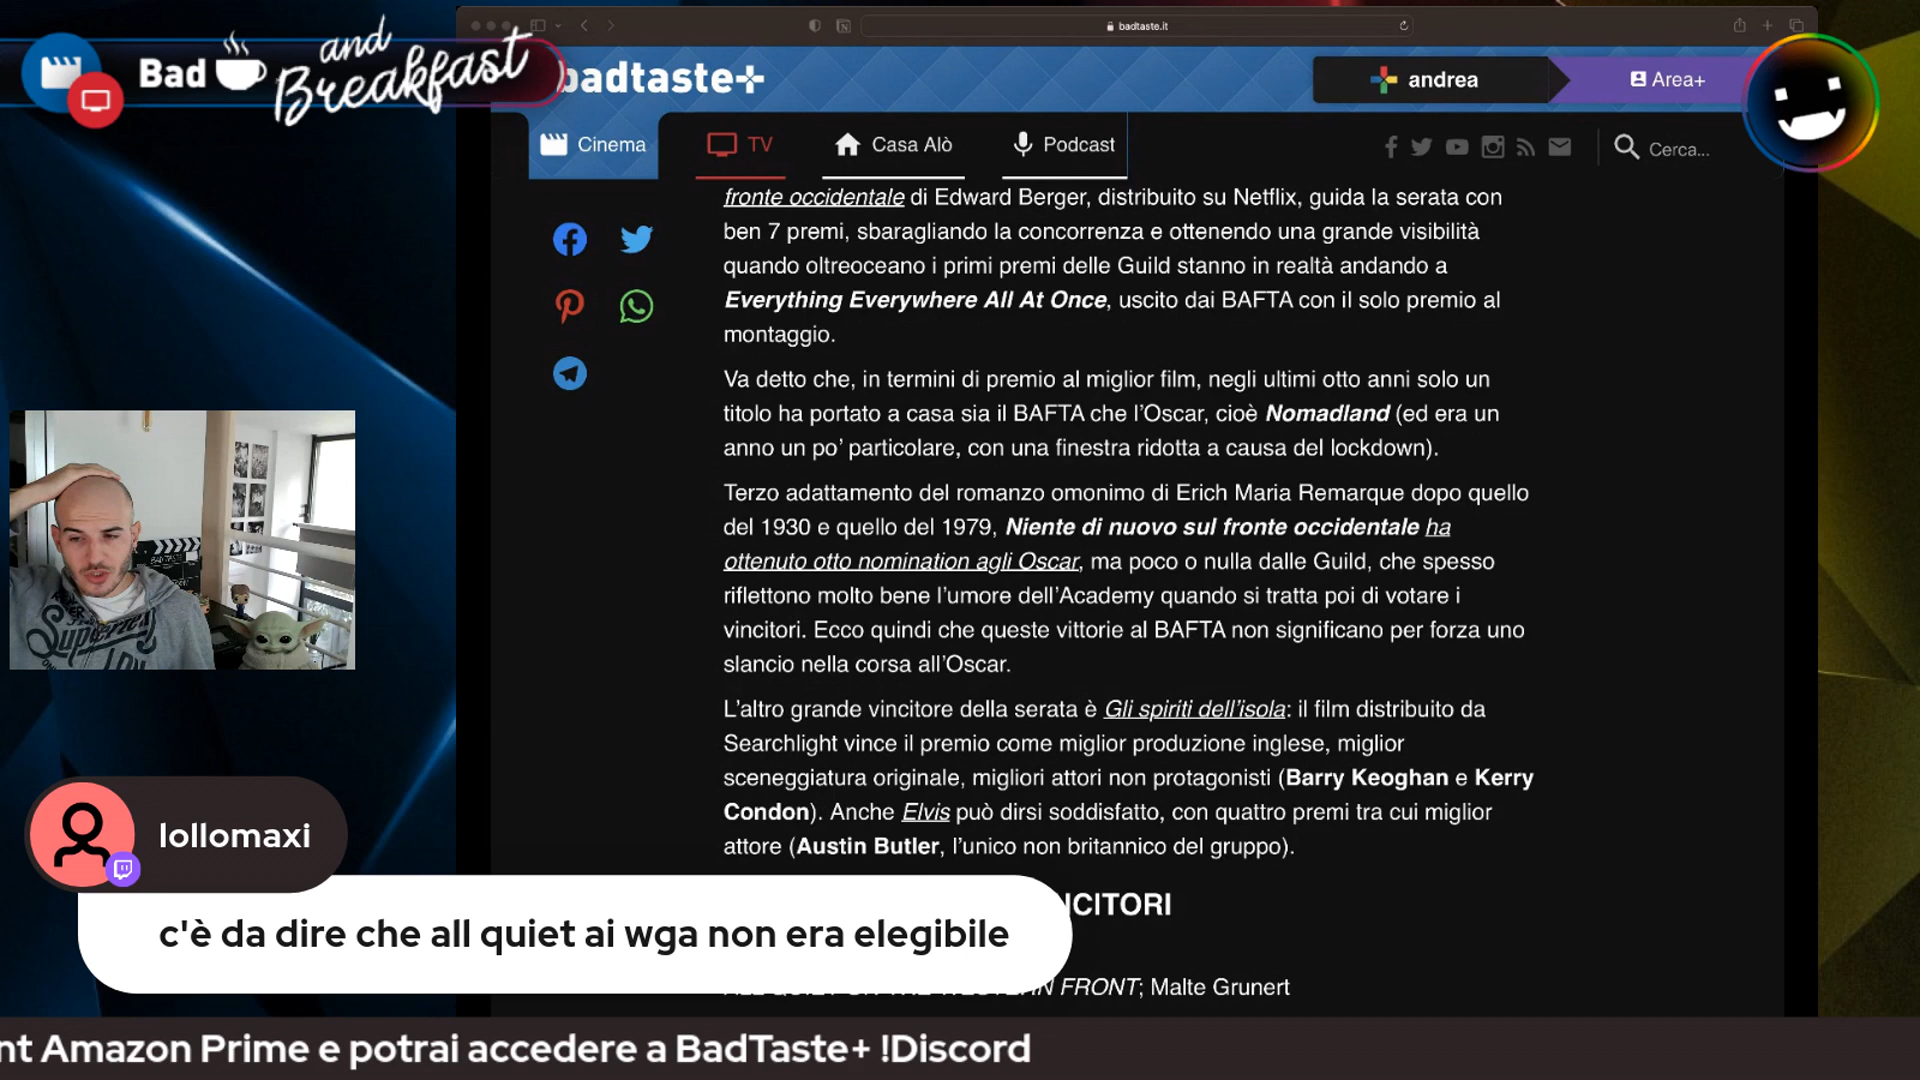 badtaste.it
Bad and Breakfast
badtaste+
andrea
Area+
Cinema
TV
Casa Alò
Podcast
Cerca...
fronte occidentale di Edward Berger, distribuito su Netflix, guida la serata con
ben 7 premi, sbaragliando la concorrenza e ottenendo una grande visibilità
quando oltreoceano i primi premi delle Guild stanno in realtà andando a
Everything Everywhere All At Once, uscito dai BAFTA con il solo premio al
montaggio.
Va detto che, in termini di premio al miglior film, negli ultimi otto anni solo un
titolo ha portato a casa sia il BAFTA che l'Oscar, cioè Nomadland (ed era un
anno un po' particolare, con una finestra ridotta a causa del lockdown).
Terzo adattamento del romanzo omonimo di Erich Maria Remarque dopo quello
del 1930 e quello del 1979, Niente di nuovo sul fronte occidentale ha
ottenuto otto nomination agli Oscar, ma poco o nulla dalle Guild, che spesso
riflettono molto bene l'umore dell'Academy quando si tratta poi di votare i
vincitori. Ecco quindi che queste vittorie al BAFTA non significano per forza uno
slancio nella corsa all'Oscar.
L'altro grande vincitore della serata è Gli spiriti dell'isola: il film distribuito da
Searchlight vince il premio come miglior produzione inglese, miglior
sceneggiatura originale, migliori attori non protagonisti (Barry Keoghan e Kerry
Condon). Anche Elvis può dirsi soddisfatto, con quattro premi tra cui miglior
attore (Austin Butler, l'unico non britannico del gruppo).
ICITORI
FRONT; Malte Grunert
lollomaxi
c'è da dire che all quiet ai wga non era elegibile
nt Amazon Prime e potrai accedere a BadTaste+ !Discord